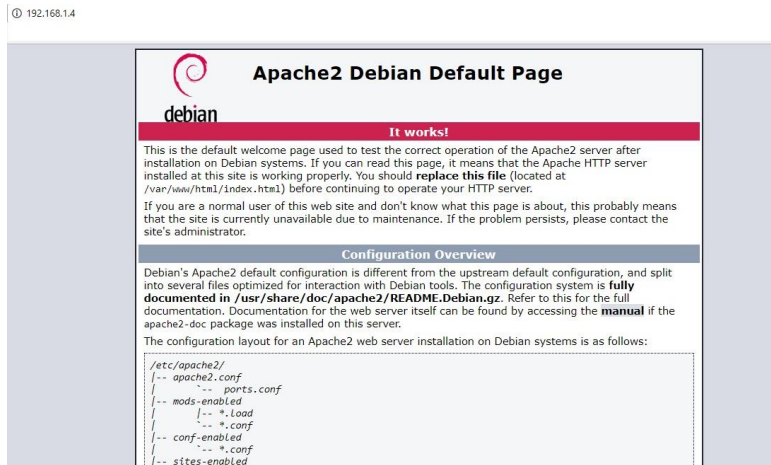 192.168.1.4
Apache2 Debian Default Page
debian
It works!
This is the default welcome page used to test the correct operation of the Apache2 server after
installation on Debian systems. If you can read this page, it means that the Apache HTTP server
installed at this site is working properly. You should replace this file (located at
/var/www/html/index.html) before continuing to operate your HTTP server.
If you are a normal user of this web site and don't know what this page is about, this probably means
that the site is currently unavailable due to maintenance. If the problem persists, please contact the
site's administrator.
Configuration Overview
Debian's Apache2 default configuration is different from the upstream default configuration, and split
into several files optimized for interaction with Debian tools. The configuration system is fully
documented in /usr/share/doc/apache2/README.Debian.gz. Refer to this for the full
documentation. Documentation for the web server itself can be found by accessing the manual if the
apache2-doc package was installed on this server.
The configuration layout for an Apache2 web server installation on Debian systems is as follows:
/etc/apache2/
|-- apache2.conf
|       `-- ports.conf
|-- mods-enabled
|       |-- *.load
|       `-- *.conf
|-- conf-enabled
|       `-- *.conf
|-- sites-enabled